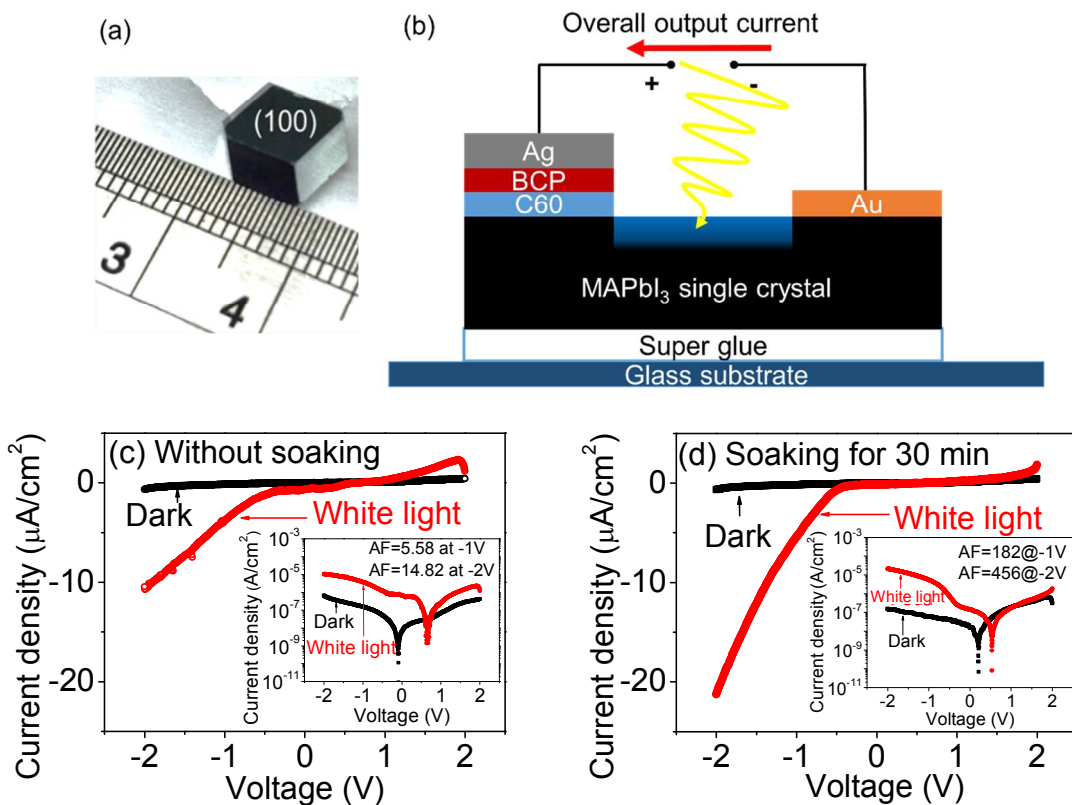 (a)
(100)
3
4
(b)
Overall output current
+ -
Ag
BCP
C60
Au
MAPbI₃ single crystal
Super glue
Glass substrate
(c) Without soaking
Current density (µA/cm²)
0
-10
-20
-2 -1 0 1 2
Voltage (V)
Dark
White light
AF=5.58 at -1V
AF=14.82 at -2V
Current density (A/cm²)
10⁻³
10⁻⁵
10⁻⁷
10⁻⁹
10⁻¹¹
Dark
White light
-2 -1 0 1 2
Voltage (V)
(d) Soaking for 30 min
Current density (µA/cm²)
0
-10
-20
-2 -1 0 1 2
Voltage (V)
Dark
White light
AF=182@-1V
AF=456@-2V
Current density (A/cm²)
10⁻³
10⁻⁵
10⁻⁷
10⁻⁹
10⁻¹¹
White light
Dark
-2 -1 0 1 2
Voltage (V)